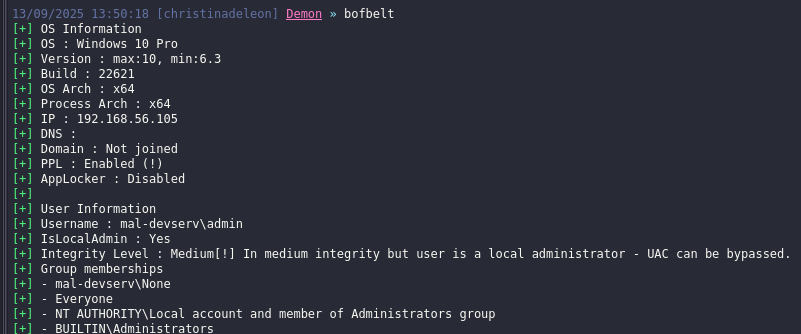 13/09/2025 13:50:18 [christinadeleon] Demon » bofbelt
[+] OS Information
[+] OS : Windows 10 Pro
[+] Version : max:10, min:6.3
[+] Build : 22621
[+] OS Arch : x64
[+] Process Arch : x64
[+] IP : 192.168.56.105
[+] DNS :
[+] Domain : Not joined
[+] PPL : Enabled (!)
[+] AppLocker : Disabled
[+]
[+] User Information
[+] Username : mal-devserv\admin
[+] IsLocalAdmin : Yes
[+] Integrity Level : Medium[!] In medium integrity but user is a local administrator - UAC can be bypassed.
[+] Group memberships
[+] - mal-devserv\None
[+] - Everyone
[+] - NT AUTHORITY\Local account and member of Administrators group
[+] - BUILTIN\Administrators